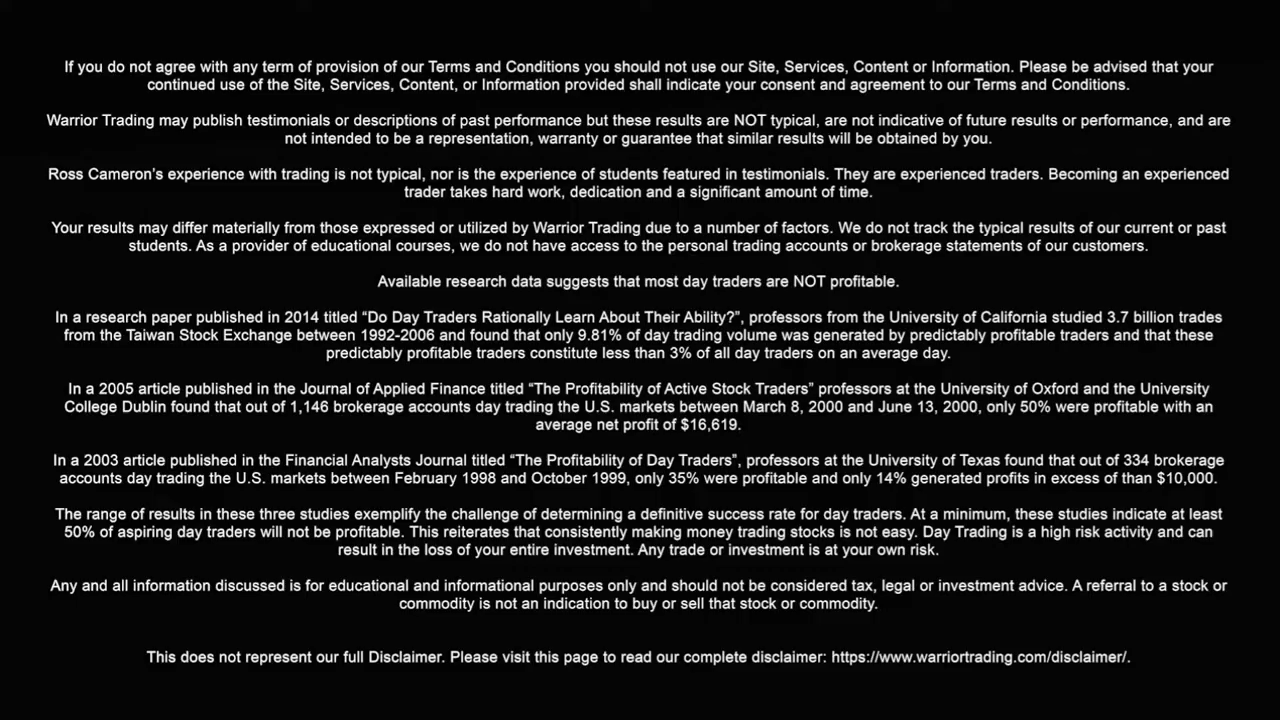 If you do not agree with any term of provision of our Terms and Conditions you should not use our Site, Services, Content or Information. Please be advised that your
continued use of the Site, Services, Content, or Information provided shall indicate your consent and agreement to our Terms and Conditions.
Warrior Trading may publish testimonials or descriptions of past performance but these results are NOT typical, are not indicative of future results or performance, and are
not intended to be a representation, warranty or guarantee that similar results will be obtained by you.
Ross Cameron's experience with trading is not typical, nor is the experience of students featured in testimonials. They are experienced traders. Becoming an experienced
trader takes hard work, dedication and a significant amount of time.
Your results may differ materially from those expressed or utilized by Warrior Trading due to a number of factors. We do not track the typical results of our current or past
students. As a provider of educational courses, we do not have access to the personal trading accounts or brokerage statements of our customers.
Available research data suggests that most day traders are NOT profitable.
In a research paper published in 2014 titled “Do Day Traders Rationally Learn About Their Ability?”, professors from the University of California studied 3.7 billion trades
from the Taiwan Stock Exchange between 1992-2006 and found that only 9.81% of day trading volume was generated by predictably profitable traders and that these
predictably profitable traders constitute less than 3% of all day traders on an average day.
In a 2005 article published in the Journal of Applied Finance titled “The Profitability of Active Stock Traders” professors at the University of Oxford and the University
College Dublin found that out of 1,146 brokerage accounts day trading the U.S. markets between March 8, 2000 and June 13, 2000, only 50% were profitable with an
average net profit of $16,619.
In a 2003 article published in the Financial Analysts Journal titled “The Profitability of Day Traders”, professors at the University of Texas found that out of 334 brokerage
accounts day trading the U.S. markets between February 1998 and October 1999, only 35% were profitable and only 14% generated profits in excess of than $10,000.
The range of results in these three studies exemplify the challenge of determining a definitive success rate for day traders. At a minimum, these studies indicate at least
50% of aspiring day traders will not be profitable. This reiterates that consistently making money trading stocks is not easy. Day Trading is a high risk activity and can
result in the loss of your entire investment. Any trade or investment is at your own risk.
Any and all information discussed is for educational and informational purposes only and should not be considered tax, legal or investment advice. A referral to a stock or
commodity is not an indication to buy or sell that stock or commodity.
This does not represent our full Disclaimer. Please visit this page to read our complete disclaimer: https://www.warriortrading.com/disclaimer/.